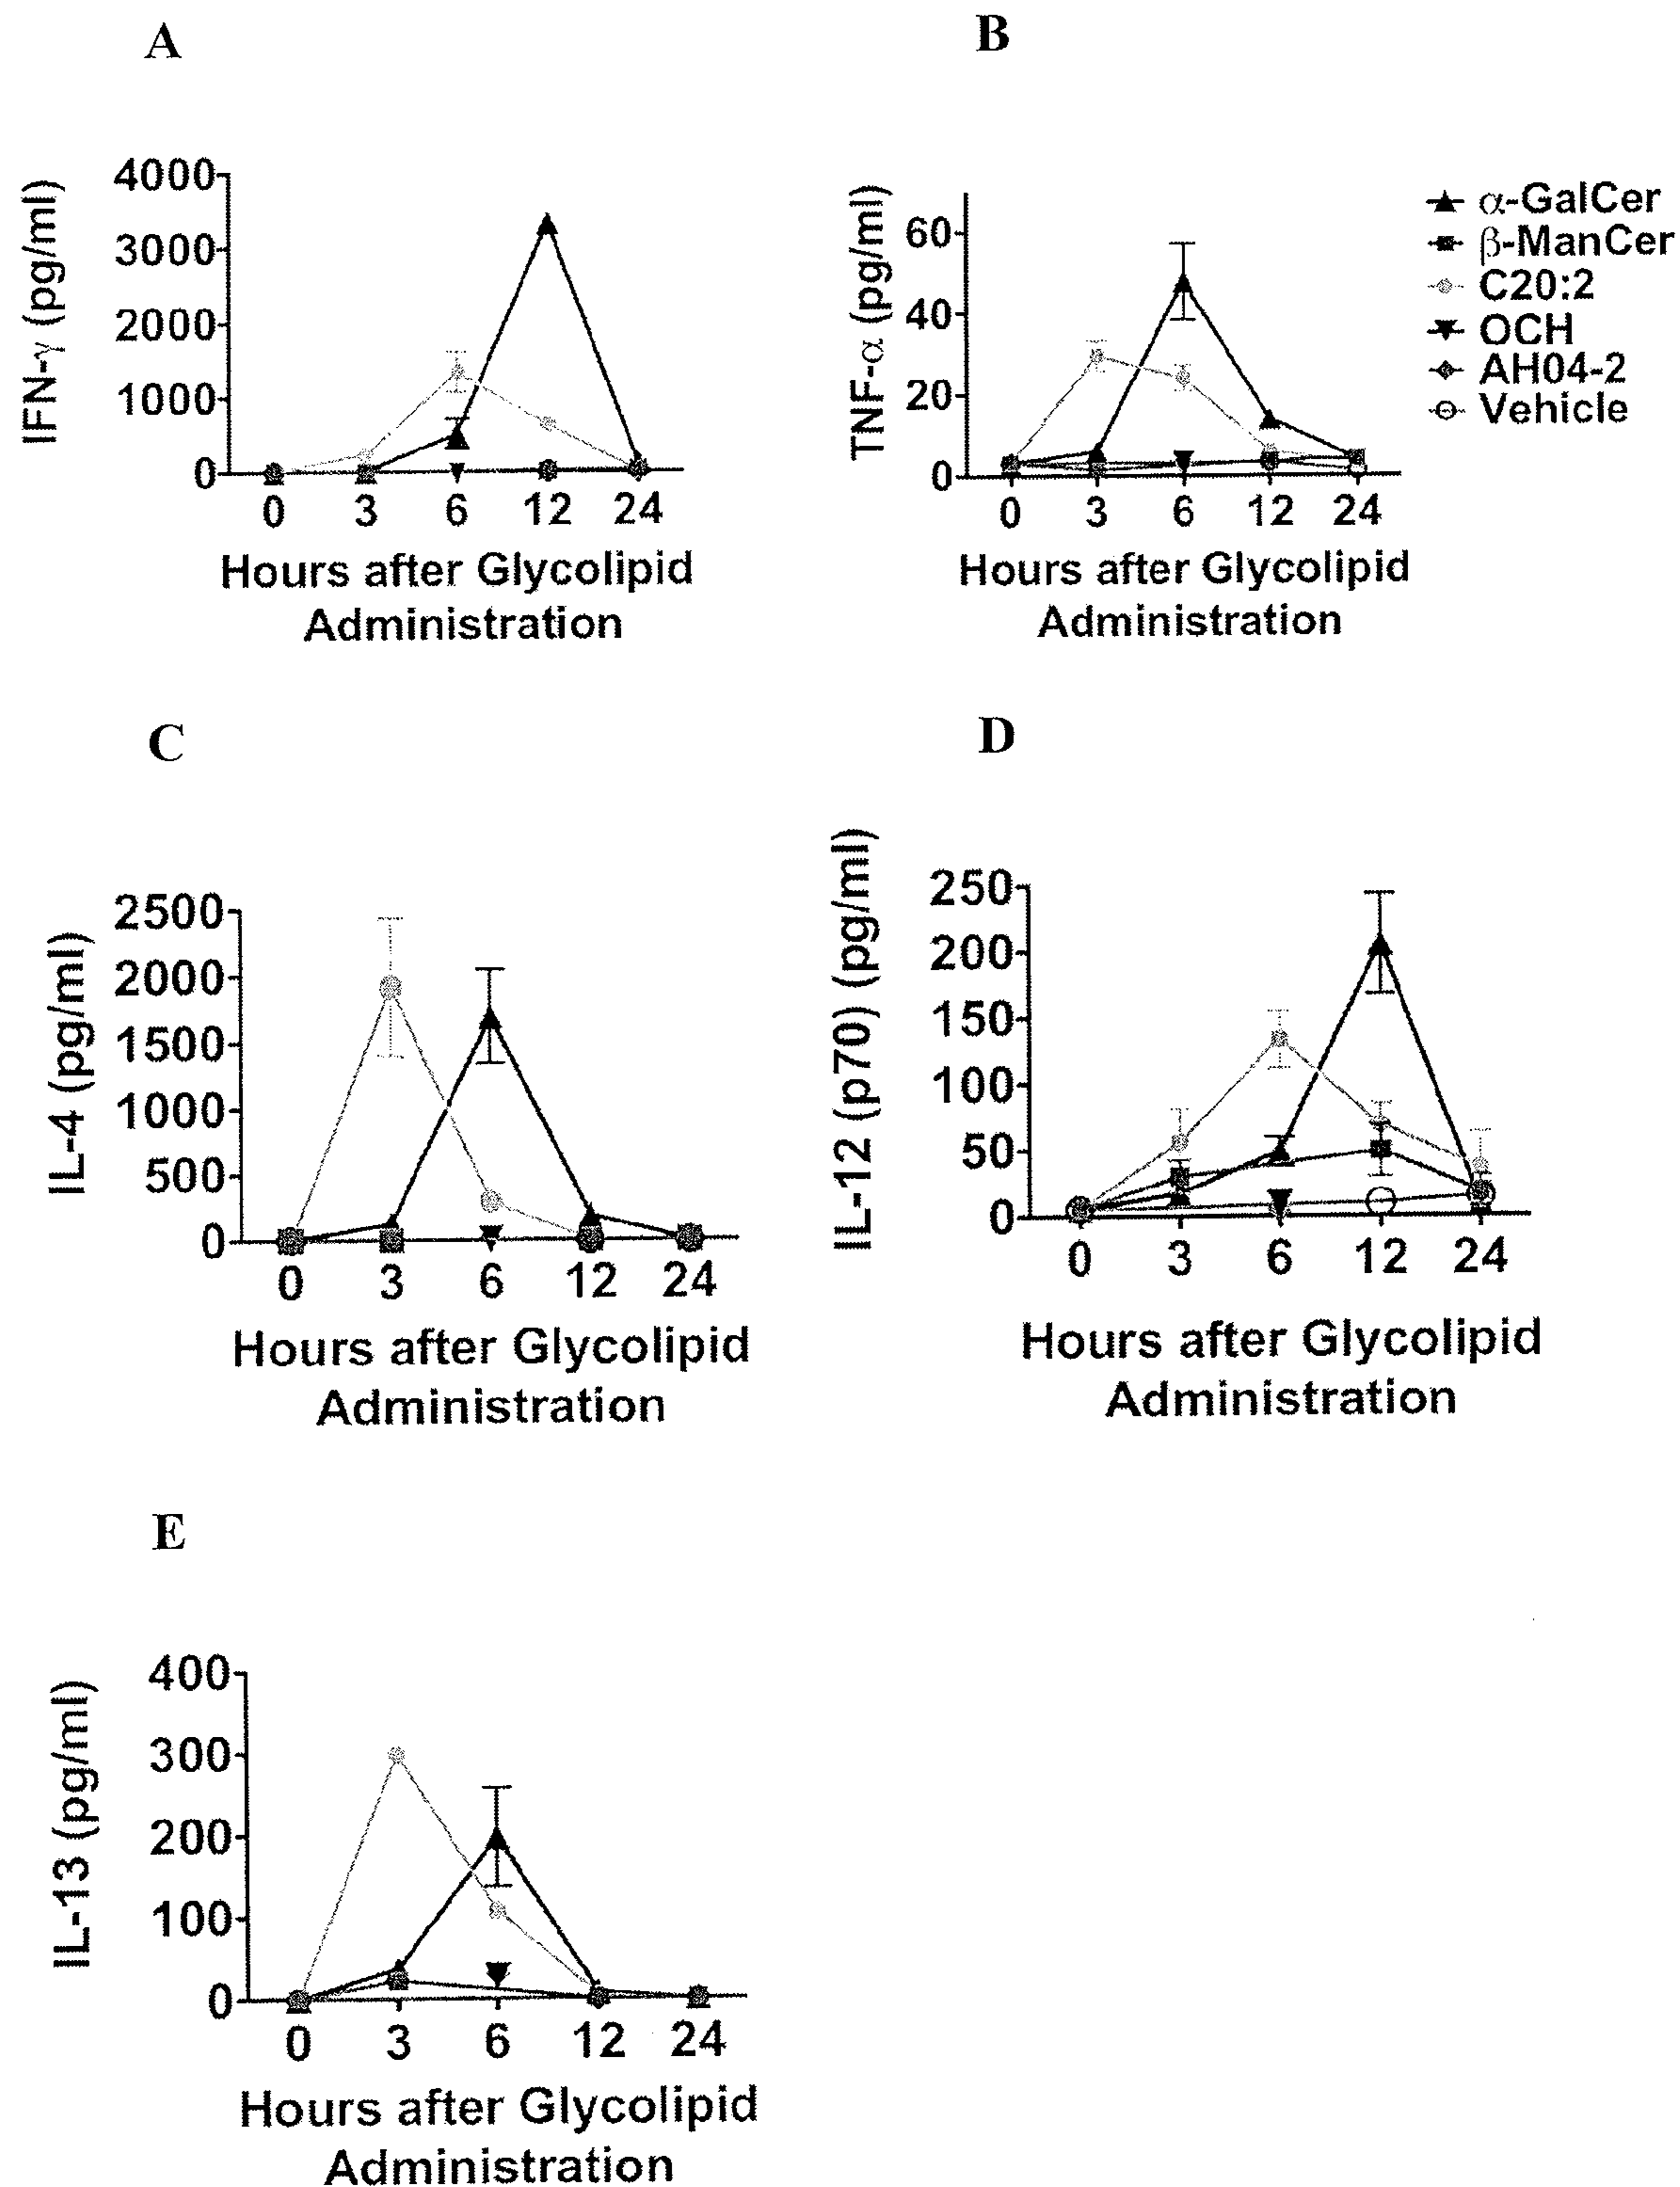 A
IFN-γ (pg/ml)
4000
3000
2000
1000
0
0 3 6 12 24
Hours after Glycolipid
Administration
B
TNF-α (pg/ml)
60
40
20
0
0 3 6 12 24
Hours after Glycolipid
Administration
α-GalCer
β-ManCer
C20:2
OCH
AH04-2
Vehicle
C
IL-4 (pg/ml)
2500
2000
1500
1000
500
0
0 3 6 12 24
Hours after Glycolipid
Administration
D
IL-12 (p70) (pg/ml)
250
200
150
100
50
0
0 3 6 12 24
Hours after Glycolipid
Administration
E
IL-13 (pg/ml)
400
300
200
100
0
0 3 6 12 24
Hours after Glycolipid
Administration